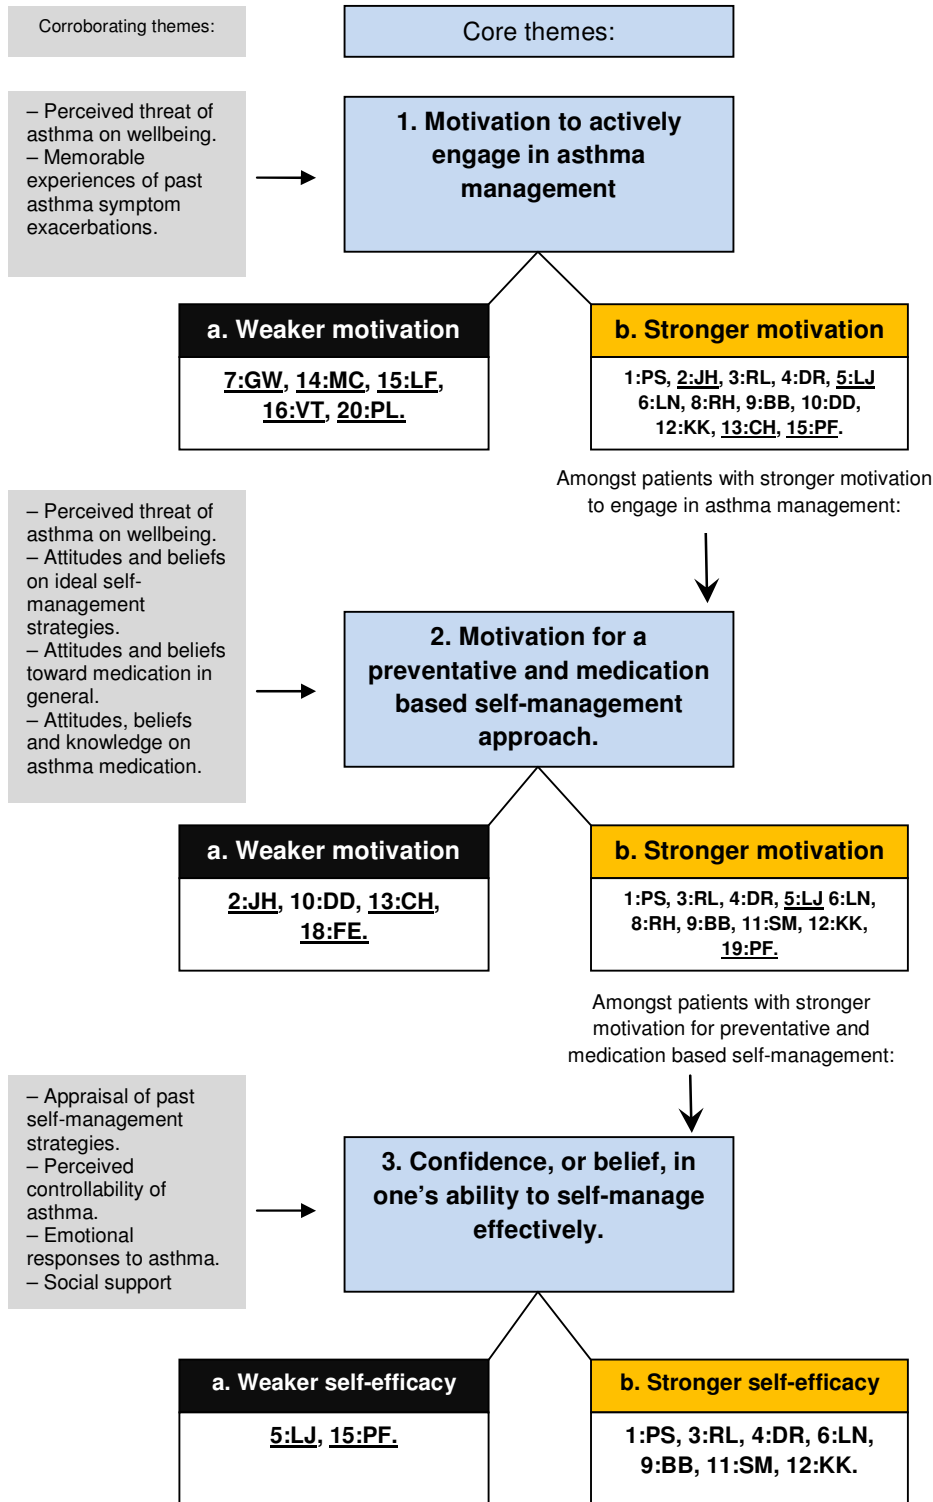 Corroborating themes:
Core themes:
– Perceived threat of
asthma on wellbeing.
– Memorable
experiences of past
asthma symptom
exacerbations.
1. Motivation to actively
engage in asthma
management
a. Weaker motivation
7:GW, 14:MC, 15:LF,
16:VT, 20:PL.
b. Stronger motivation
1:PS, 2:JH, 3:RL, 4:DR, 5:LJ
6:LN, 8:RH, 9:BB, 10:DD,
12:KK, 13:CH, 15:PF.
Amongst patients with stronger motivation
to engage in asthma management:
– Perceived threat of
asthma on wellbeing.
– Attitudes and beliefs
on ideal self-
management
strategies.
– Attitudes and beliefs
toward medication in
general.
– Attitudes, beliefs
and knowledge on
asthma medication.
2. Motivation for a
preventative and medication
based self-management
approach.
a. Weaker motivation
2:JH, 10:DD, 13:CH,
18:FE.
b. Stronger motivation
1:PS, 3:RL, 4:DR, 5:LJ 6:LN,
8:RH, 9:BB, 11:SM, 12:KK,
19:PF.
Amongst patients with stronger
motivation for preventative and
medication based self-management:
– Appraisal of past
self-management
strategies.
– Perceived
controllability of
asthma.
– Emotional
responses to asthma.
– Social support
3. Confidence, or belief, in
one’s ability to self-manage
effectively.
a. Weaker self-efficacy
5:LJ, 15:PF.
b. Stronger self-efficacy
1:PS, 3:RL, 4:DR, 6:LN,
9:BB, 11:SM, 12:KK.